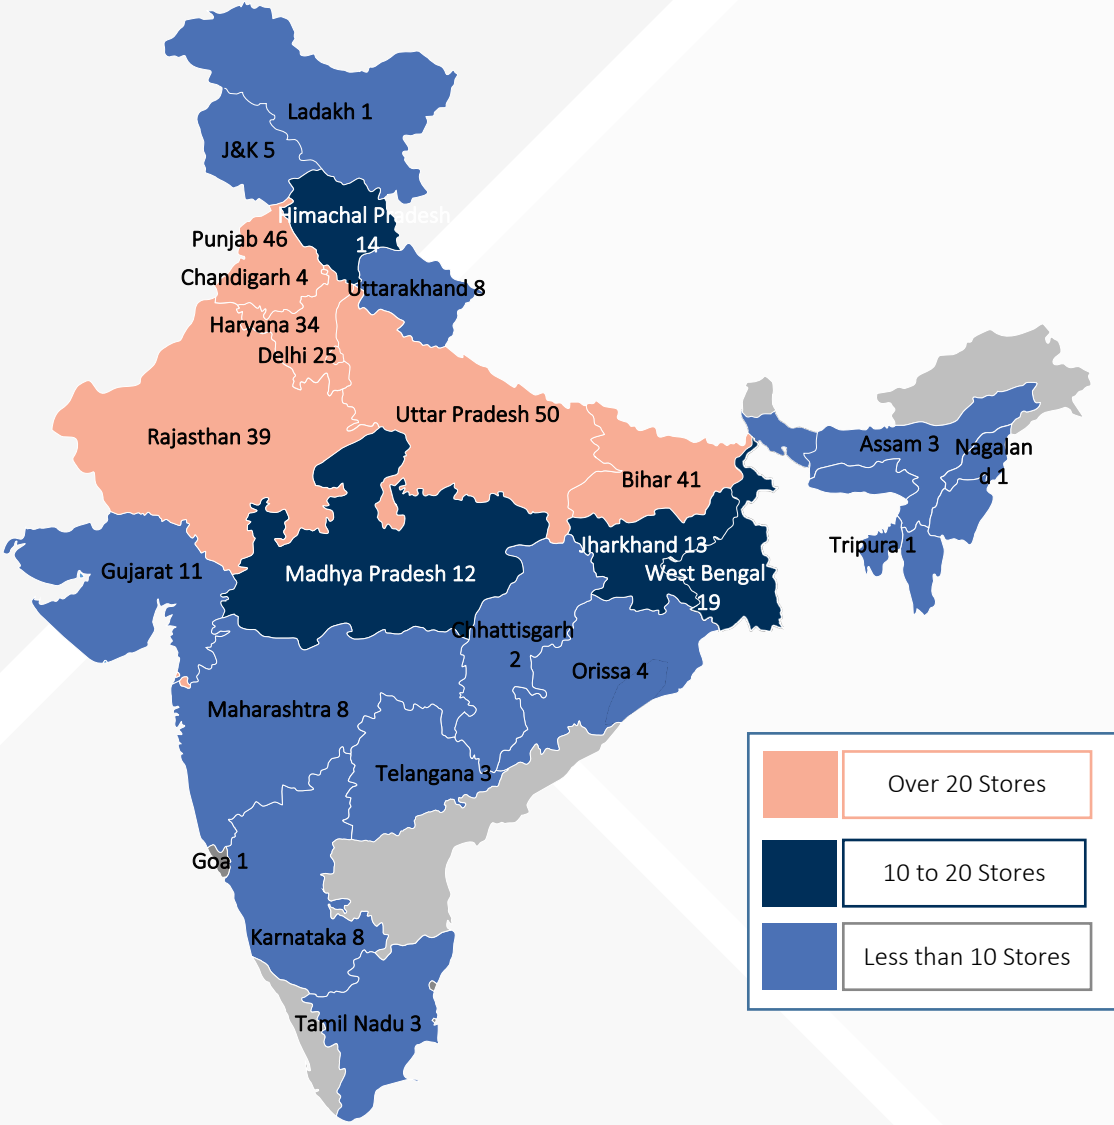 Ladakh 1
J&K 5
Himachal Pradesh
14
Punjab 46
Chandigarh 4
Uttarakhand 8
Haryana 34
Delhi 25
Uttar Pradesh 50
Rajasthan 39
Assam 3
Nagalan
d 1
Bihar 41
Tripura 1
Jharkhand 13
Gujarat 11
Madhya Pradesh 12
West Bengal
19
Chhattisgarh
2
Orissa 4
Maharashtra 8
Telangana 3
Over 20 Stores
Goa 1
10 to 20 Stores
Karnataka 8
Less than 10 Stores
Tamil Nadu 3